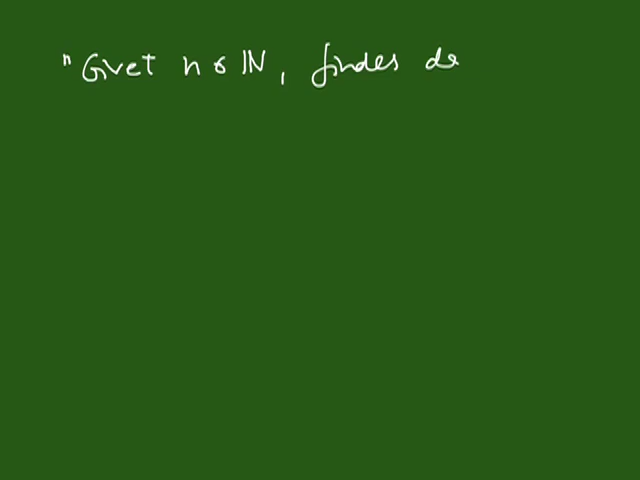 "Givet n ∈ ℕ, findes de